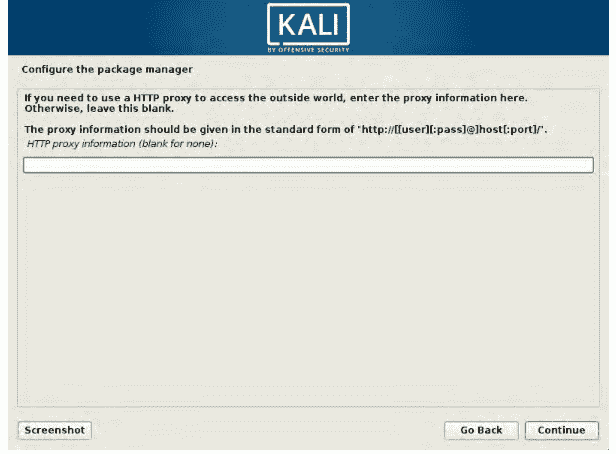 KALI
BY OFFENSIVE SECURITY
Configure the package manager
If you need to use a HTTP proxy to access the outside world, enter the proxy information here.
Otherwise, leave this blank.
The proxy information should be given in the standard form of "http://[[user][:pass]@]host[:port]/".
HTTP proxy information (blank for none):
Screenshot
Go Back
Continue